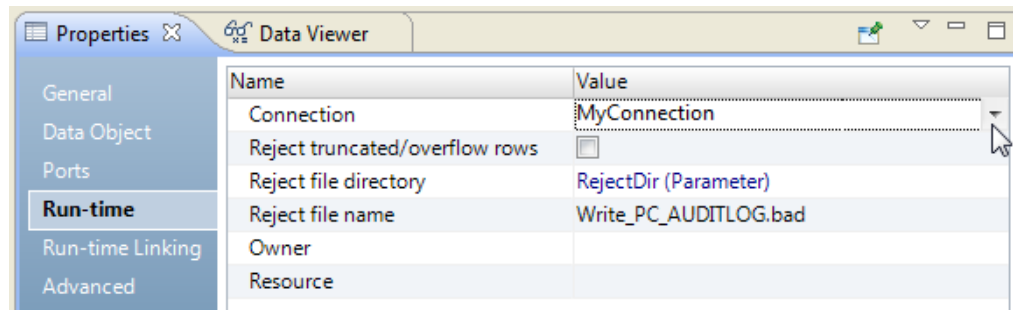 Properties Data Viewer
General
Data Object
Ports
Run-time
Run-time Linking
Advanced
Name Value
Connection MyConnection
Reject truncated/overflow rows
Reject file directory RejectDir (Parameter)
Reject file name Write_PC_AUDITLOG.bad
Owner
Resource